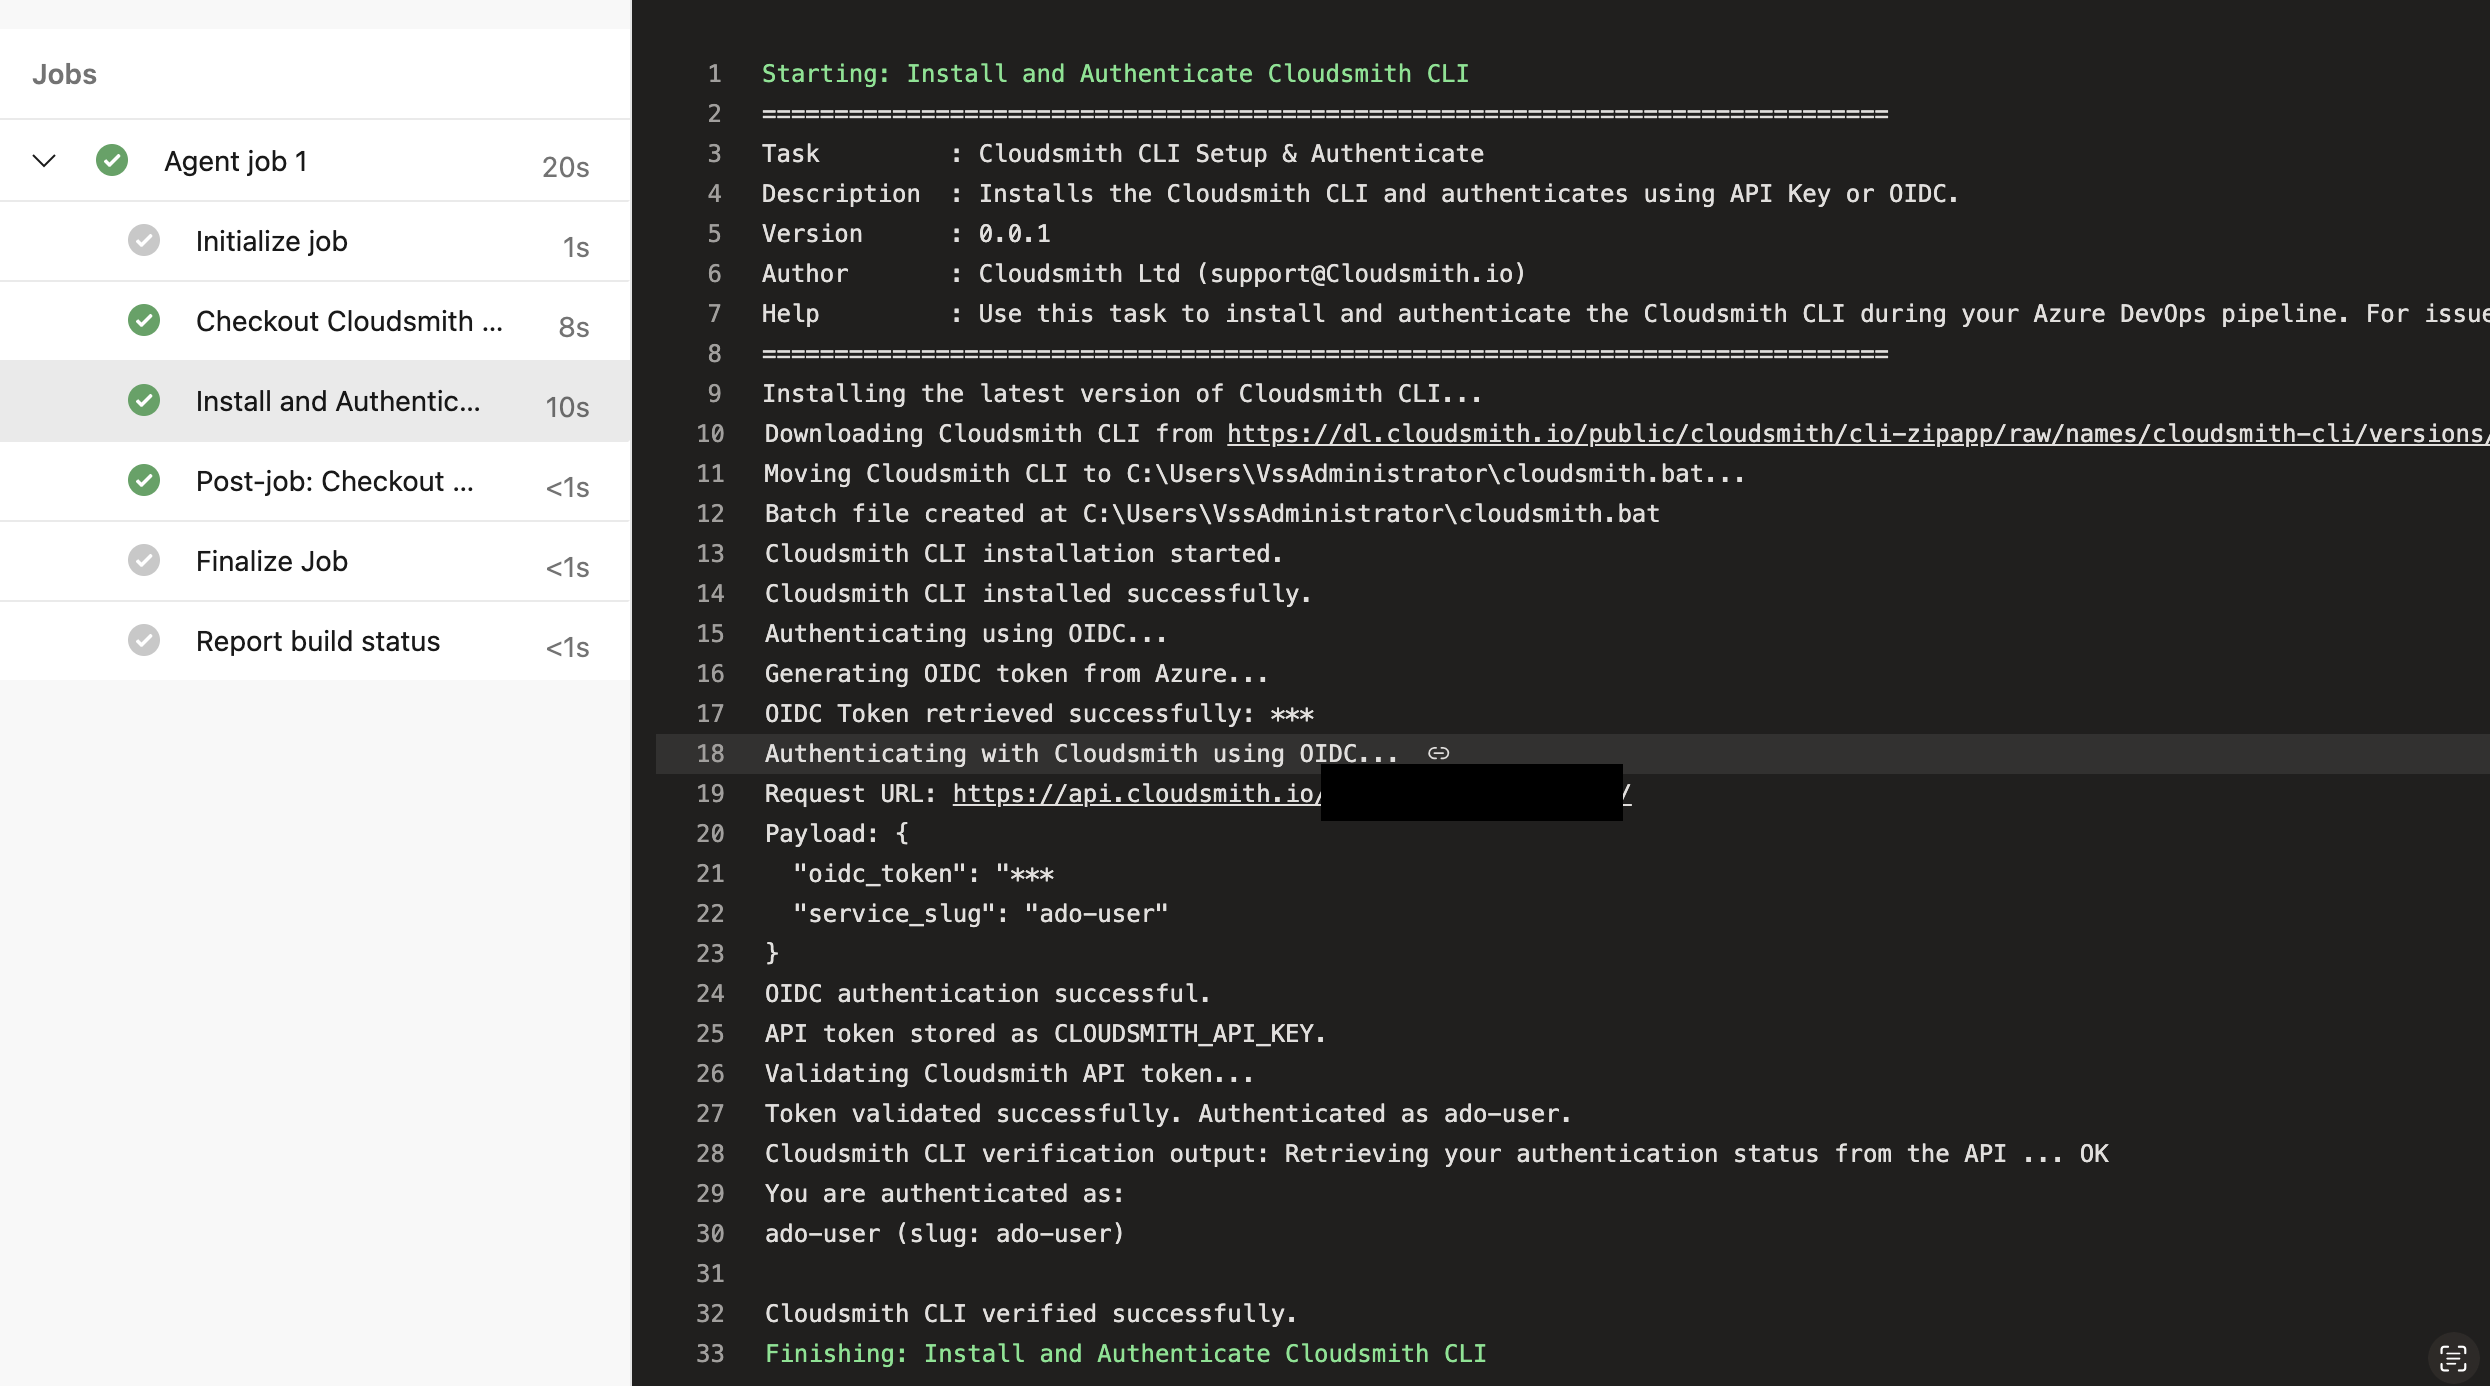 Jobs
Agent job 1 20s
Initialize job 1s
Checkout Cloudsmith ... 8s
Install and Authentic... 10s
Post-job: Checkout ... <1s
Finalize Job <1s
Report build status <1s
1 Starting: Install and Authenticate Cloudsmith CLI
2 ==============================================================================
3 Task         : Cloudsmith CLI Setup & Authenticate
4 Description  : Installs the Cloudsmith CLI and authenticates using API Key or OIDC.
5 Version      : 0.0.1
6 Author       : Cloudsmith Ltd (support@Cloudsmith.io)
7 Help         : Use this task to install and authenticate the Cloudsmith CLI during your Azure DevOps pipeline. For issue
8 ==============================================================================
9 Installing the latest version of Cloudsmith CLI...
10 Downloading Cloudsmith CLI from https://dl.cloudsmith.io/public/cloudsmith/cli-zipapp/raw/names/cloudsmith-cli/versions/
11 Moving Cloudsmith CLI to C:\Users\VssAdministrator\cloudsmith.bat...
12 Batch file created at C:\Users\VssAdministrator\cloudsmith.bat
13 Cloudsmith CLI installation started.
14 Cloudsmith CLI installed successfully.
15 Authenticating using OIDC...
16 Generating OIDC token from Azure...
17 OIDC Token retrieved successfully: ***
18 Authenticating with Cloudsmith using OIDC...
19 Request URL: https://api.cloudsmith.io/ /
20 Payload: {
21   "oidc_token": "***
22   "service_slug": "ado-user"
23 }
24 OIDC authentication successful.
25 API token stored as CLOUDSMITH_API_KEY.
26 Validating Cloudsmith API token...
27 Token validated successfully. Authenticated as ado-user.
28 Cloudsmith CLI verification output: Retrieving your authentication status from the API ... OK
29 You are authenticated as:
30 ado-user (slug: ado-user)
31
32 Cloudsmith CLI verified successfully.
33 Finishing: Install and Authenticate Cloudsmith CLI